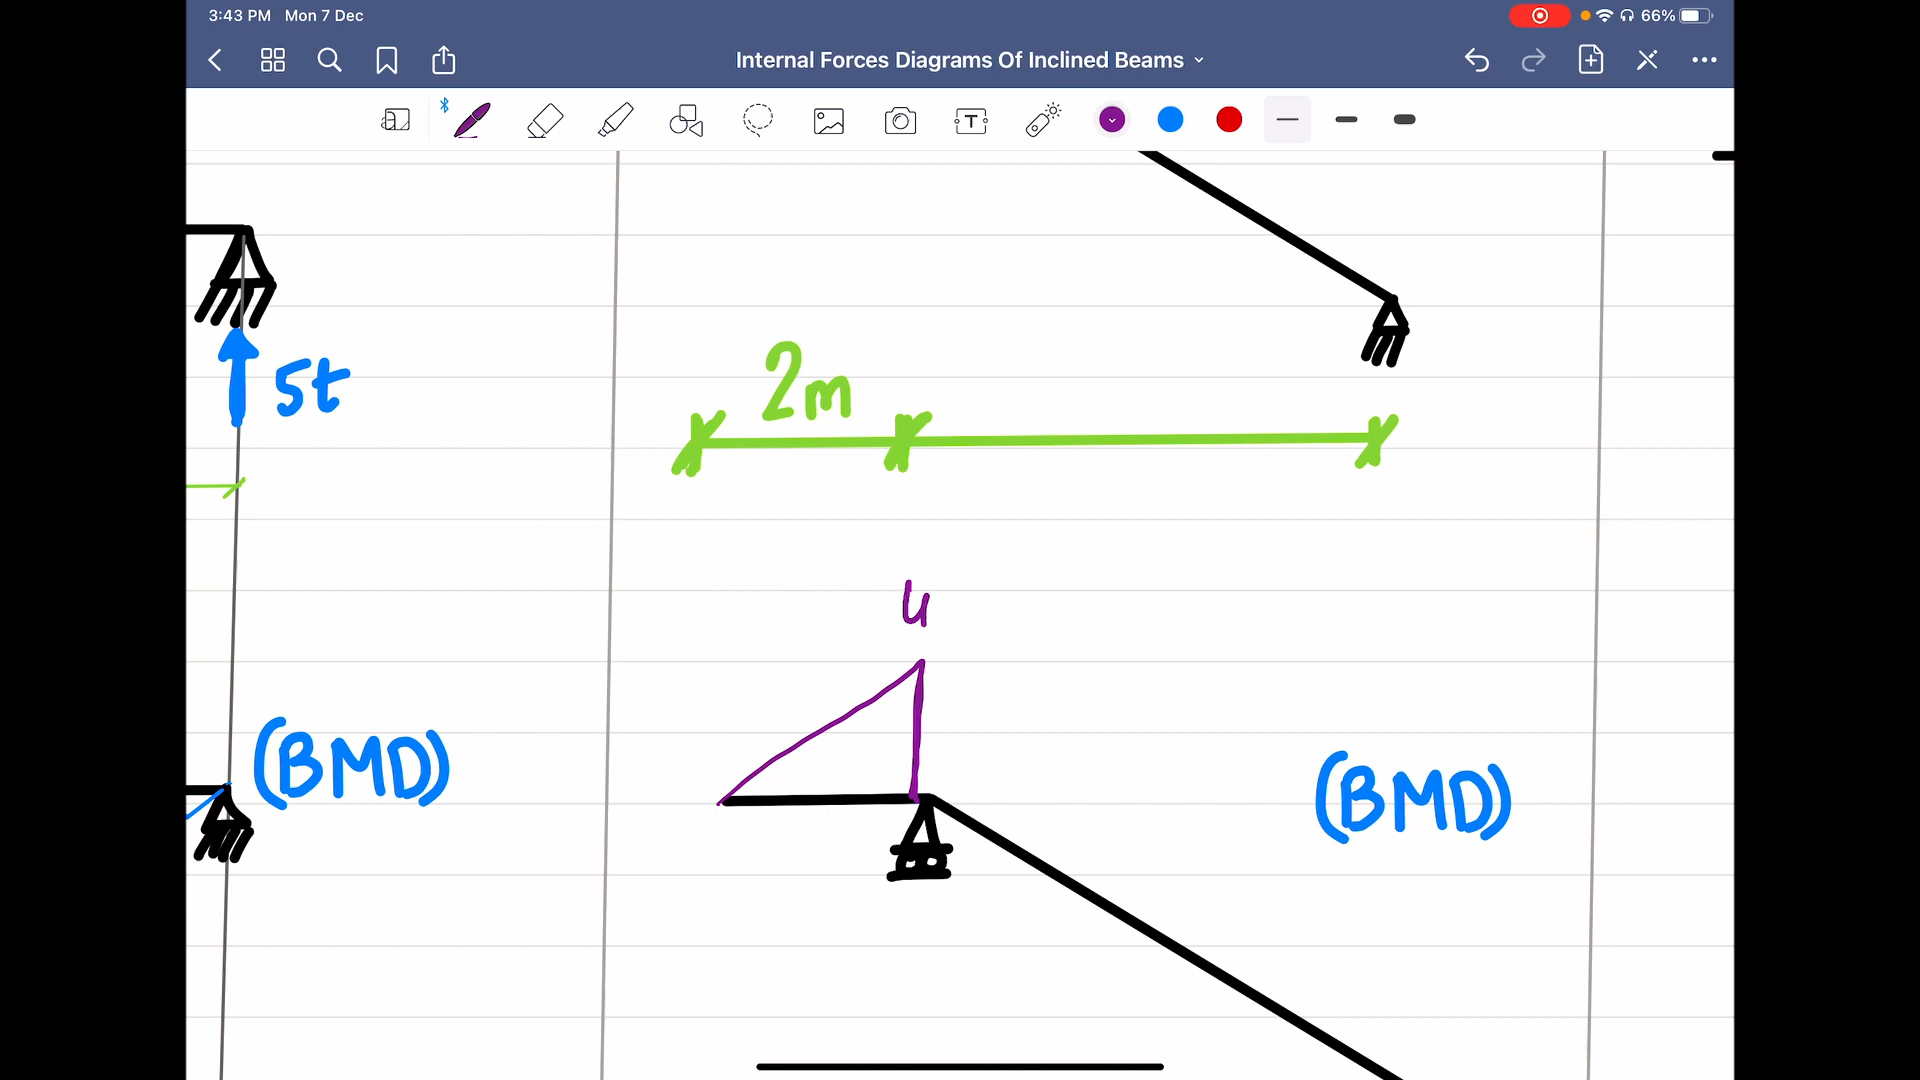 3:43 PM Mon 7 Dec
66%
Internal Forces Diagrams Of Inclined Beams
T
5t
2m
4
(BMD)
(BMD)